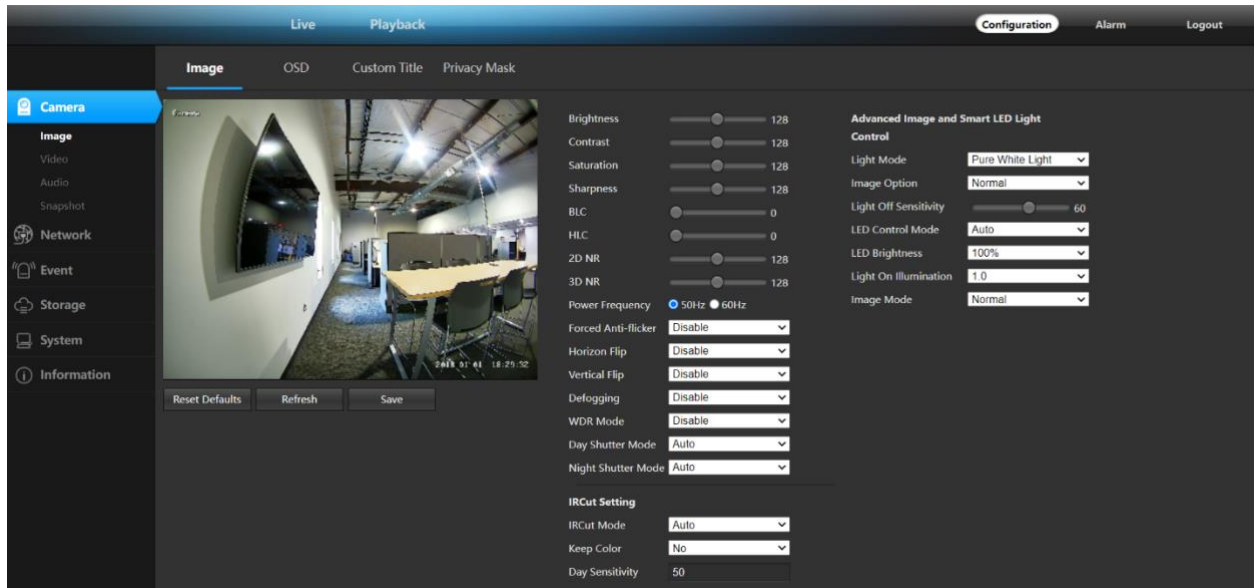 Live Playback Configuration Alarm Logout
Image OSD Custom Title Privacy Mask
Camera
Image
Video
Audio
Snapshot
Network
Event
Storage
System
Information
18:29:32
Reset Defaults Refresh Save
Brightness 128
Contrast 128
Saturation 128
Sharpness 128
BLC 0
HLC 0
2D NR 128
3D NR 128
Power Frequency 50Hz 60Hz
Forced Anti-flicker Disable
Horizon Flip Disable
Vertical Flip Disable
Defogging Disable
WDR Mode Disable
Day Shutter Mode Auto
Night Shutter Mode Auto
IRCut Setting
IRCut Mode Auto
Keep Color No
Day Sensitivity 50
Advanced Image and Smart LED Light
Control
Light Mode Pure White Light
Image Option Normal
Light Off Sensitivity 60
LED Control Mode Auto
LED Brightness 100%
Light On Illumination 1.0
Image Mode Normal